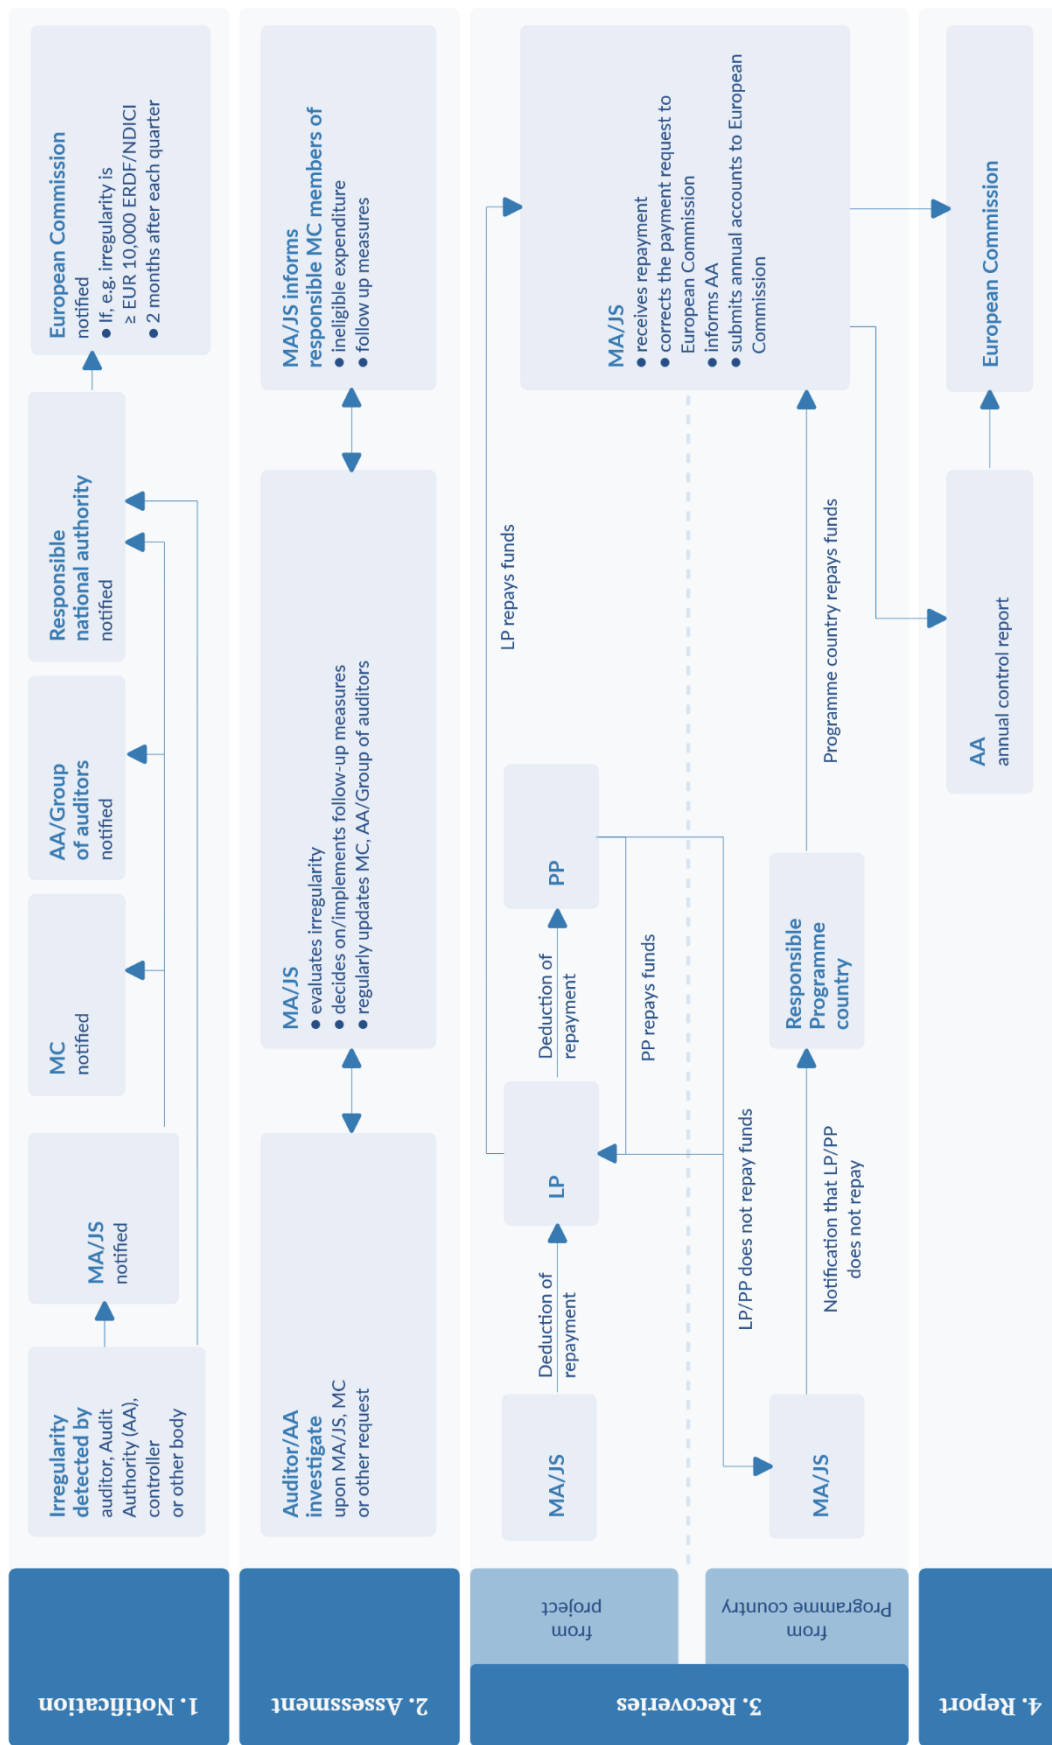 1. Notification
Irregularity
detected by
auditor, Audit
Authority (AA),
controller
or other body
MA/JS
notified
MC
notified
AA/Group
of auditors
notified
Responsible
national authority
notified
European Commission
notified
● If, e.g. irregularity is
≥ EUR 10,000 ERDF/NDICI
● 2 months after each quarter
2. Assessment
Auditor/AA
investigate
upon MA/JS, MC
or other request
MA/JS
● evaluates irregularity
● decides on/implements follow-up measures
● regularly updates MC, AA/Group of auditors
MA/JS informs
responsible MC members of
● ineligible expenditure
● follow up measures
3. Recoveries
from
project
MA/JS
Deduction of
repayment
LP
Deduction of
repayment
PP
LP repays funds
PP repays funds
LP/PP does not repay funds
from
Programme country
MA/JS
Notification that LP/PP
does not repay
Responsible
Programme
country
Programme country repays funds
MA/JS
● receives repayment
● corrects the payment request to
European Commission
● informs AA
● submits annual accounts to European
Commission
4. Report
AA
annual control report
European Commission